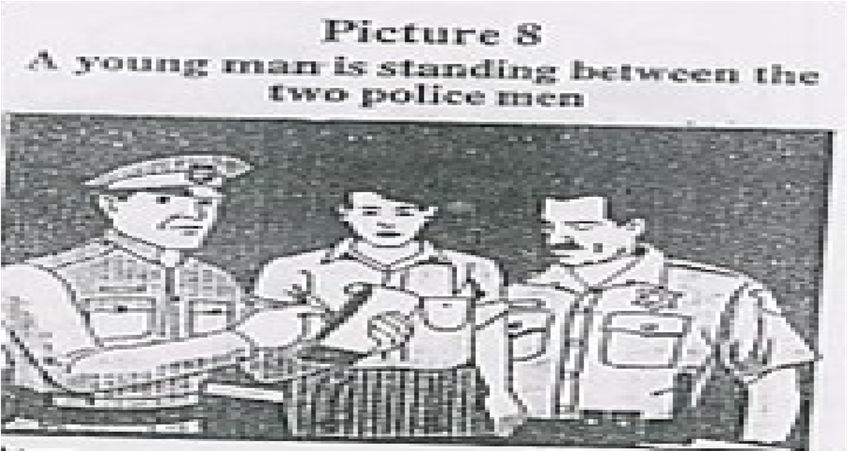 Picture 8
A young man is standing between the
two police men